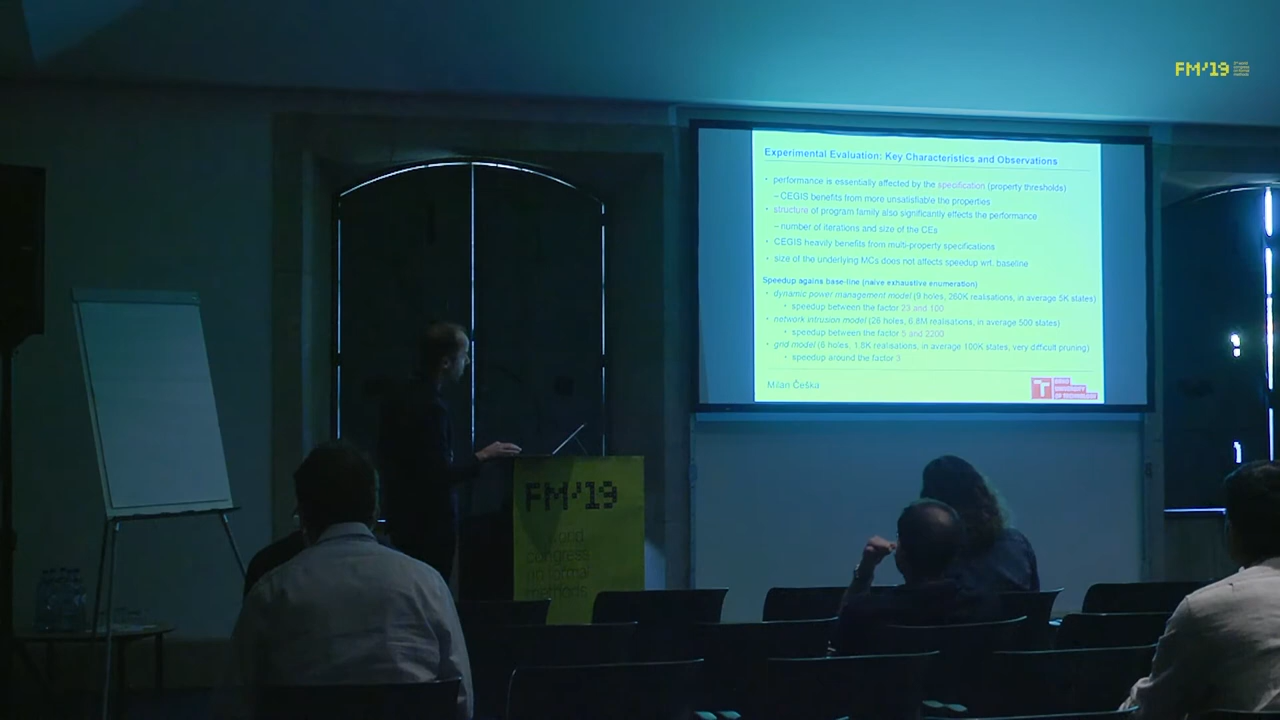 FM'19
Experimental Evaluation: Key Characteristics and Observations
• performance is essentially affected by the specification (property thresholds)
– CEGIS benefits from more unsatisfiable the properties
• structure of program family also significantly effects the performance
– number of iterations and size of the CEs
• CEGIS heavily benefits from multi-property specifications
• size of the underlying MCs does not affects speedup wrt. baseline
Speedup agains base-line (naive exhaustive enumeration)
• dynamic power management model (9 holes, 260K realisations, in average 5K states)
• speedup between the factor 23 and 100
• network intrusion model (26 holes, 6.8M realisations, in average 500 states)
• speedup between the factor 5 and 2200
• grid model (6 holes, 1.8K realisations, in average 100K states, very difficult pruning)
• speedup around the factor 3
Milan Češka
BRNO
UNIVERSITY
OF TECHNOLOGY
FM'19
world
congress
on formal
methods